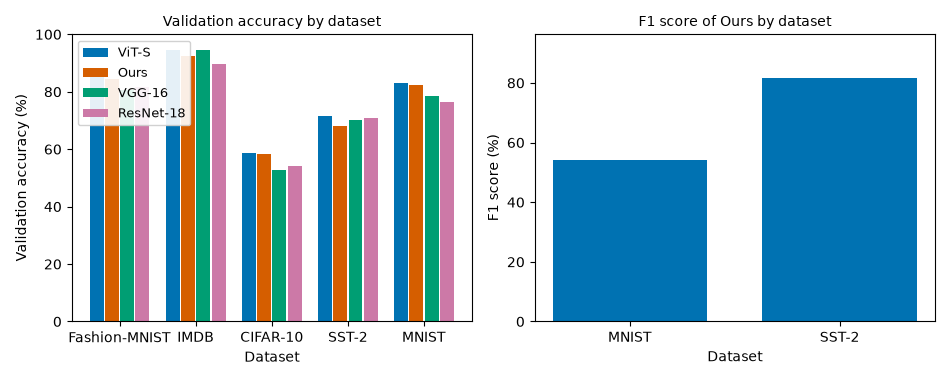 Validation accuracy by dataset
Validation accuracy (%)
100
80
60
40
20
0
ViT-S
Ours
VGG-16
ResNet-18
Fashion-MNIST IMDB CIFAR-10 SST-2 MNIST
Dataset
F1 score of Ours by dataset
F1 score (%)
80
60
40
20
0
MNIST SST-2
Dataset